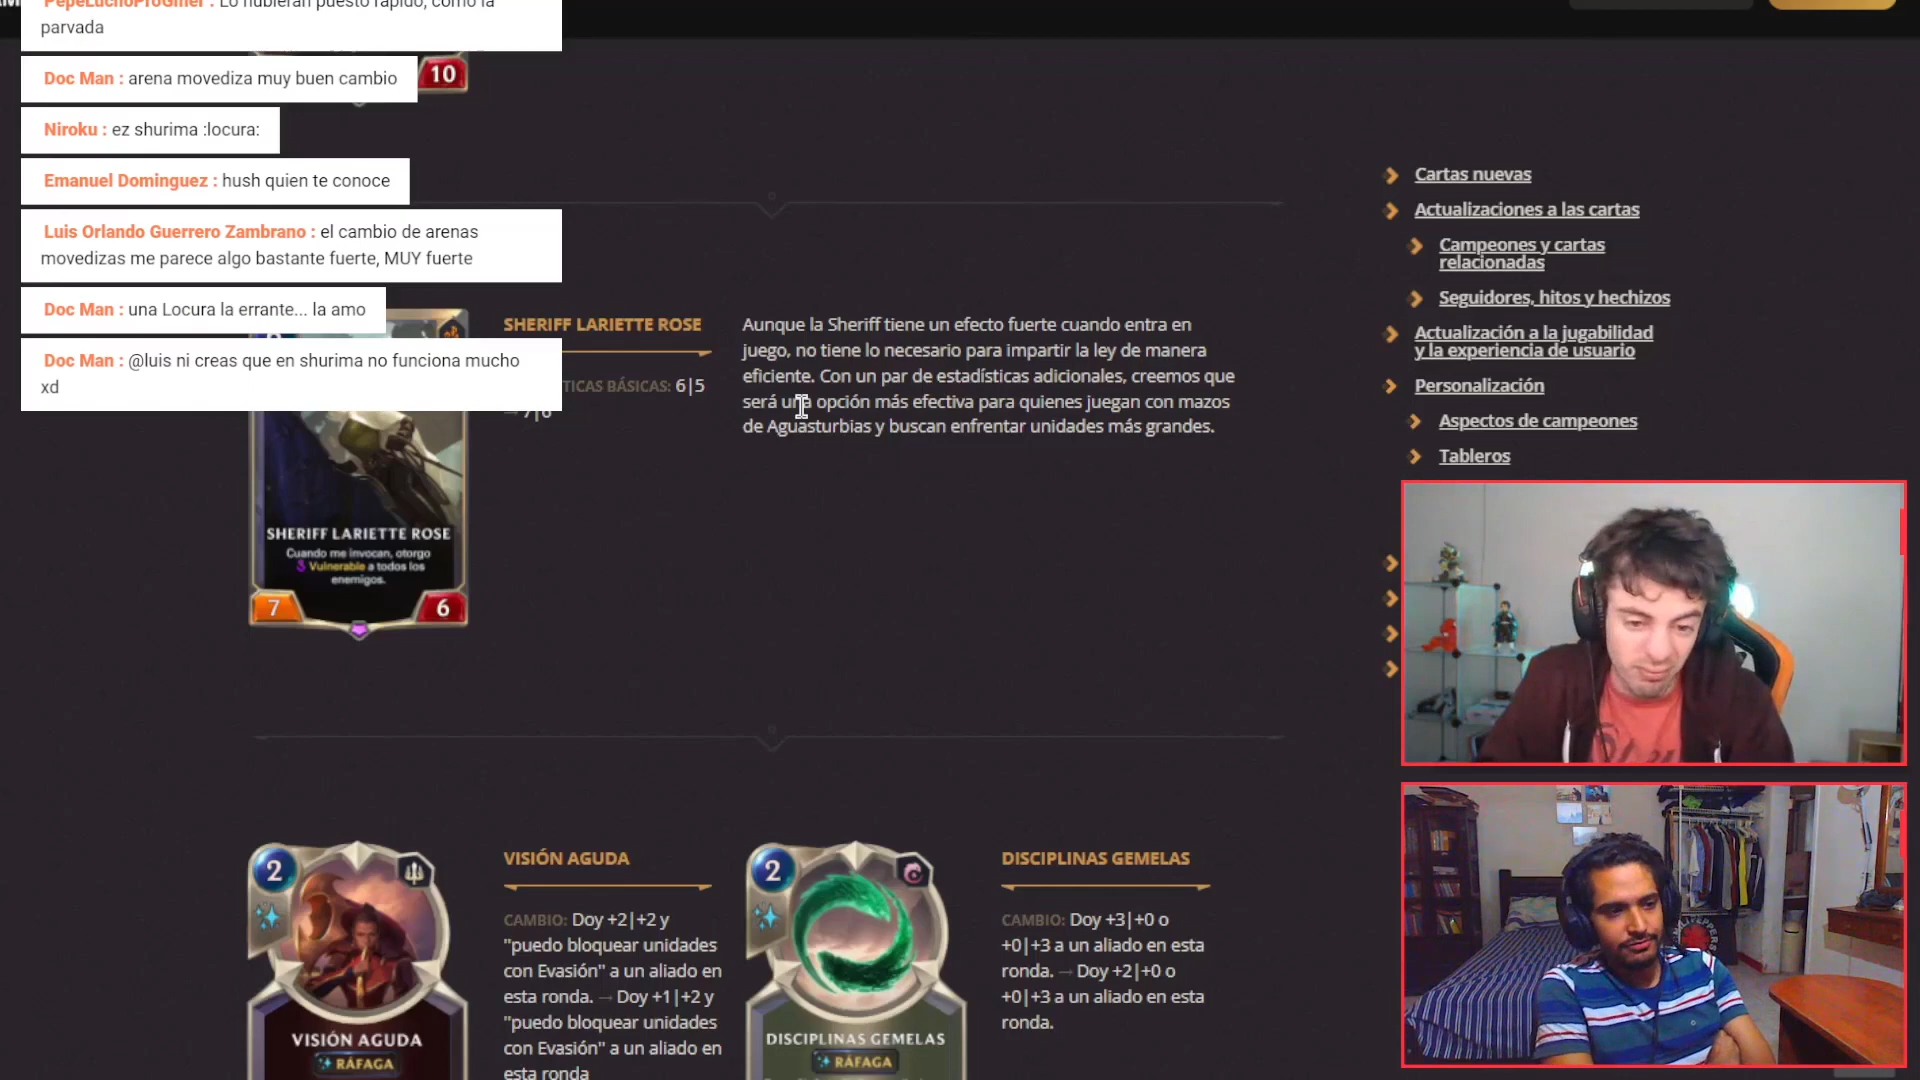 PepeLuchoProGmer : Lo hubieran puesto rápido, como la
parvada
Doc Man : arena movediza muy buen cambio
10
Niroku : ez shurima :locura:
Emanuel Dominguez : hush quien te conoce
Luis Orlando Guerrero Zambrano : el cambio de arenas
movedizas me parece algo bastante fuerte, MUY fuerte
Doc Man : una Locura la errante... la amo
Doc Man : @luis ni creas que en shurima no funciona mucho
xd
SHERIFF LARIETTE ROSE
TICAS BÁSICAS: 6|5
→ 7|6
Aunque la Sheriff tiene un efecto fuerte cuando entra en
juego, no tiene lo necesario para impartir la ley de manera
eficiente. Con un par de estadísticas adicionales, creemos que
será una opción más efectiva para quienes juegan con mazos
de Aguasturbias y buscan enfrentar unidades más grandes.
SHERIFF LARIETTE ROSE
Cuando me invocan, otorgo
Vulnerable a todos los
enemigos.
7
6
Cartas nuevas
Actualizaciones a las cartas
Campeones y cartas
relacionadas
Seguidores, hitos y hechizos
Actualización a la jugabilidad
y la experiencia de usuario
Personalización
Aspectos de campeones
Tableros
2
VISIÓN AGUDA
RÁFAGA
VISIÓN AGUDA
CAMBIO: Doy +2|+2 y
"puedo bloquear unidades
con Evasión" a un aliado en
esta ronda. → Doy +1|+2 y
"puedo bloquear unidades
con Evasión" a un aliado en
esta ronda
2
DISCIPLINAS GEMELAS
RÁFAGA
DISCIPLINAS GEMELAS
CAMBIO: Doy +3|+0 o
+0|+3 a un aliado en esta
ronda. → Doy +2|+0 o
+0|+3 a un aliado en esta
ronda.